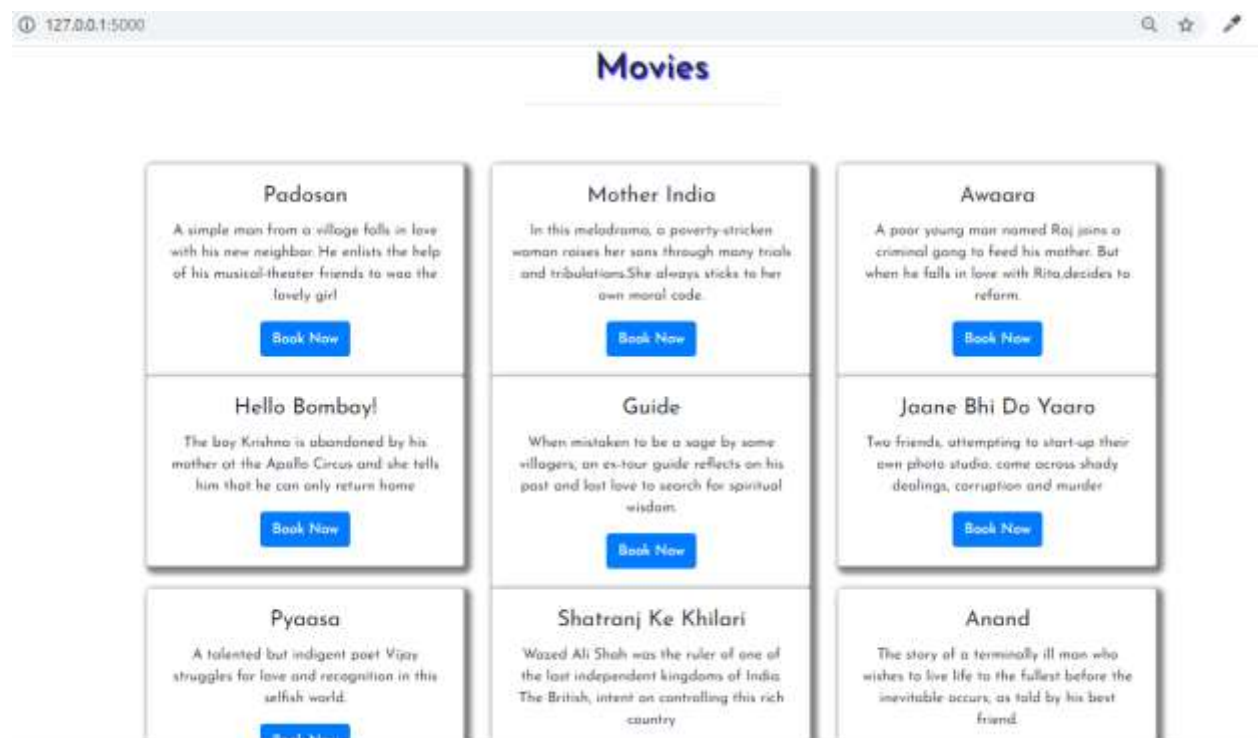 127.0.0.1:5000
Movies
Padosan
A simple man from a village falls in love
with his new neighbor. He enlists the help
of his musical-theater friends to woo the
lovely girl
Book Now
Mother India
In this melodrama, a poverty-stricken
woman raises her sons through many trials
and tribulations.She always sticks to her
own moral code.
Book Now
Awaara
A poor young man named Raj joins a
criminal gang to feed his mother. But
when he falls in love with Rita,decides to
reform.
Book Now
Hello Bombay!
The boy Krishna is abandoned by his
mother at the Apollo Circus and she tells
him that he can only return home
Book Now
Guide
When mistaken to be a sage by some
villagers, an ex-tour guide reflects on his
past and lost love to search for spiritual
wisdom.
Book Now
Jaane Bhi Do Yaaro
Two friends, attempting to start-up their
own photo studio, come across shady
dealings, corruption and murder
Book Now
Pyaasa
A talented but indigent poet Vijay
struggles for love and recognition in this
selfish world.
Book Now
Shatranj Ke Khilari
Wazed Ali Shah was the ruler of one of
the last independent kingdoms of India.
The British, intent on controlling this rich
country
Anand
The story of a terminally ill man who
wishes to live life to the fullest before the
inevitable occurs, as told by his best
friend.